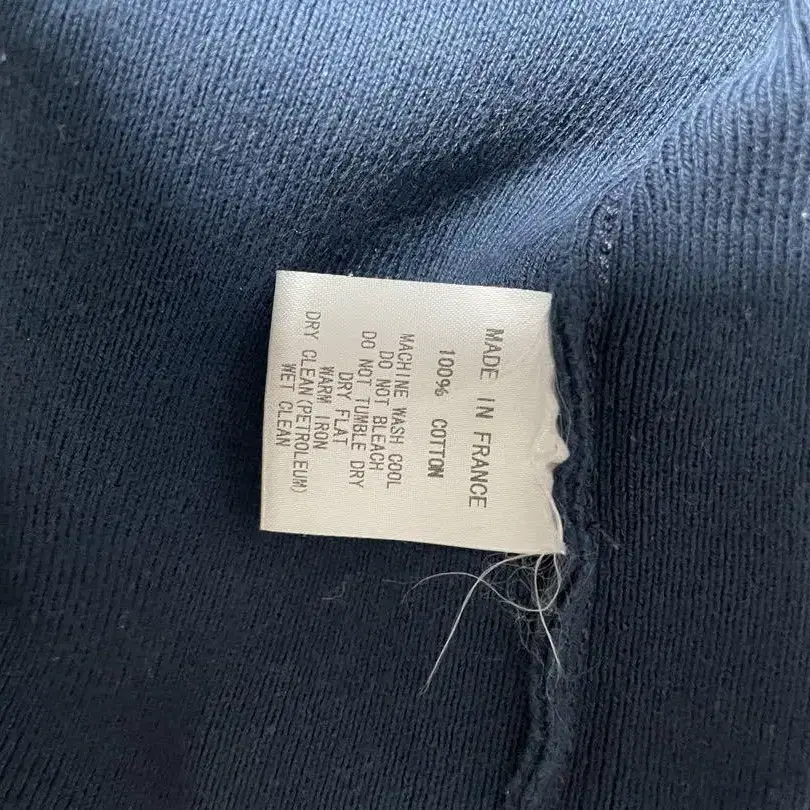 MADE IN FRANCE
100% COTTON
MACHINE WASH COOL
DO NOT BLEACH
DO NOT TUMBLE DRY
DRY FLAT
WARM IRON
DRY CLEAN(PETROLEUM)
WET CLEAN